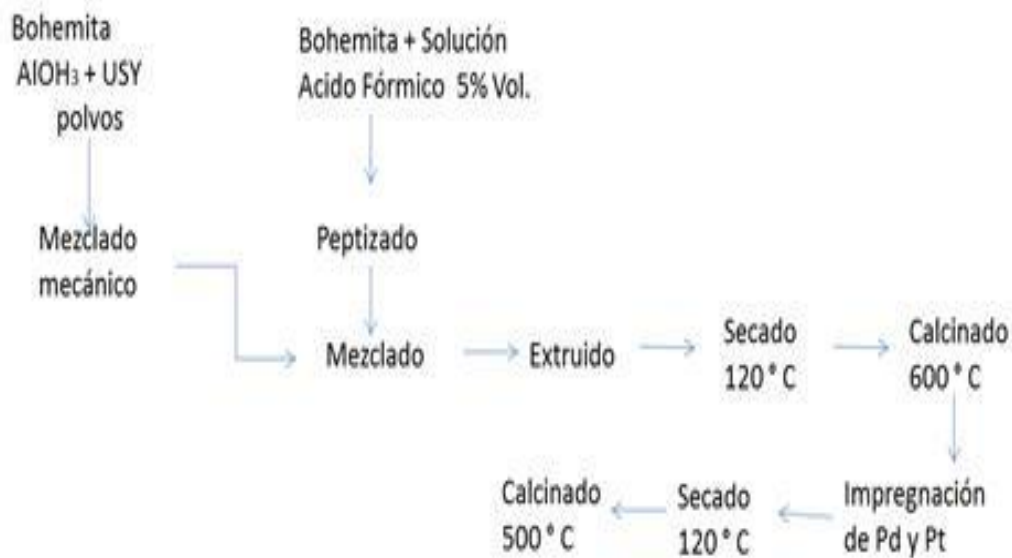 Bohemita
AlOH₃ + USY
polvos
Bohemita + Solución
Acido Fórmico 5% Vol.
Mezclado
mecánico
Peptizado
Mezclado
Extruido
Secado
120 ° C
Calcinado
600 ° C
Impregnación
de Pd y Pt
Secado
120 ° C
Calcinado
500 ° C